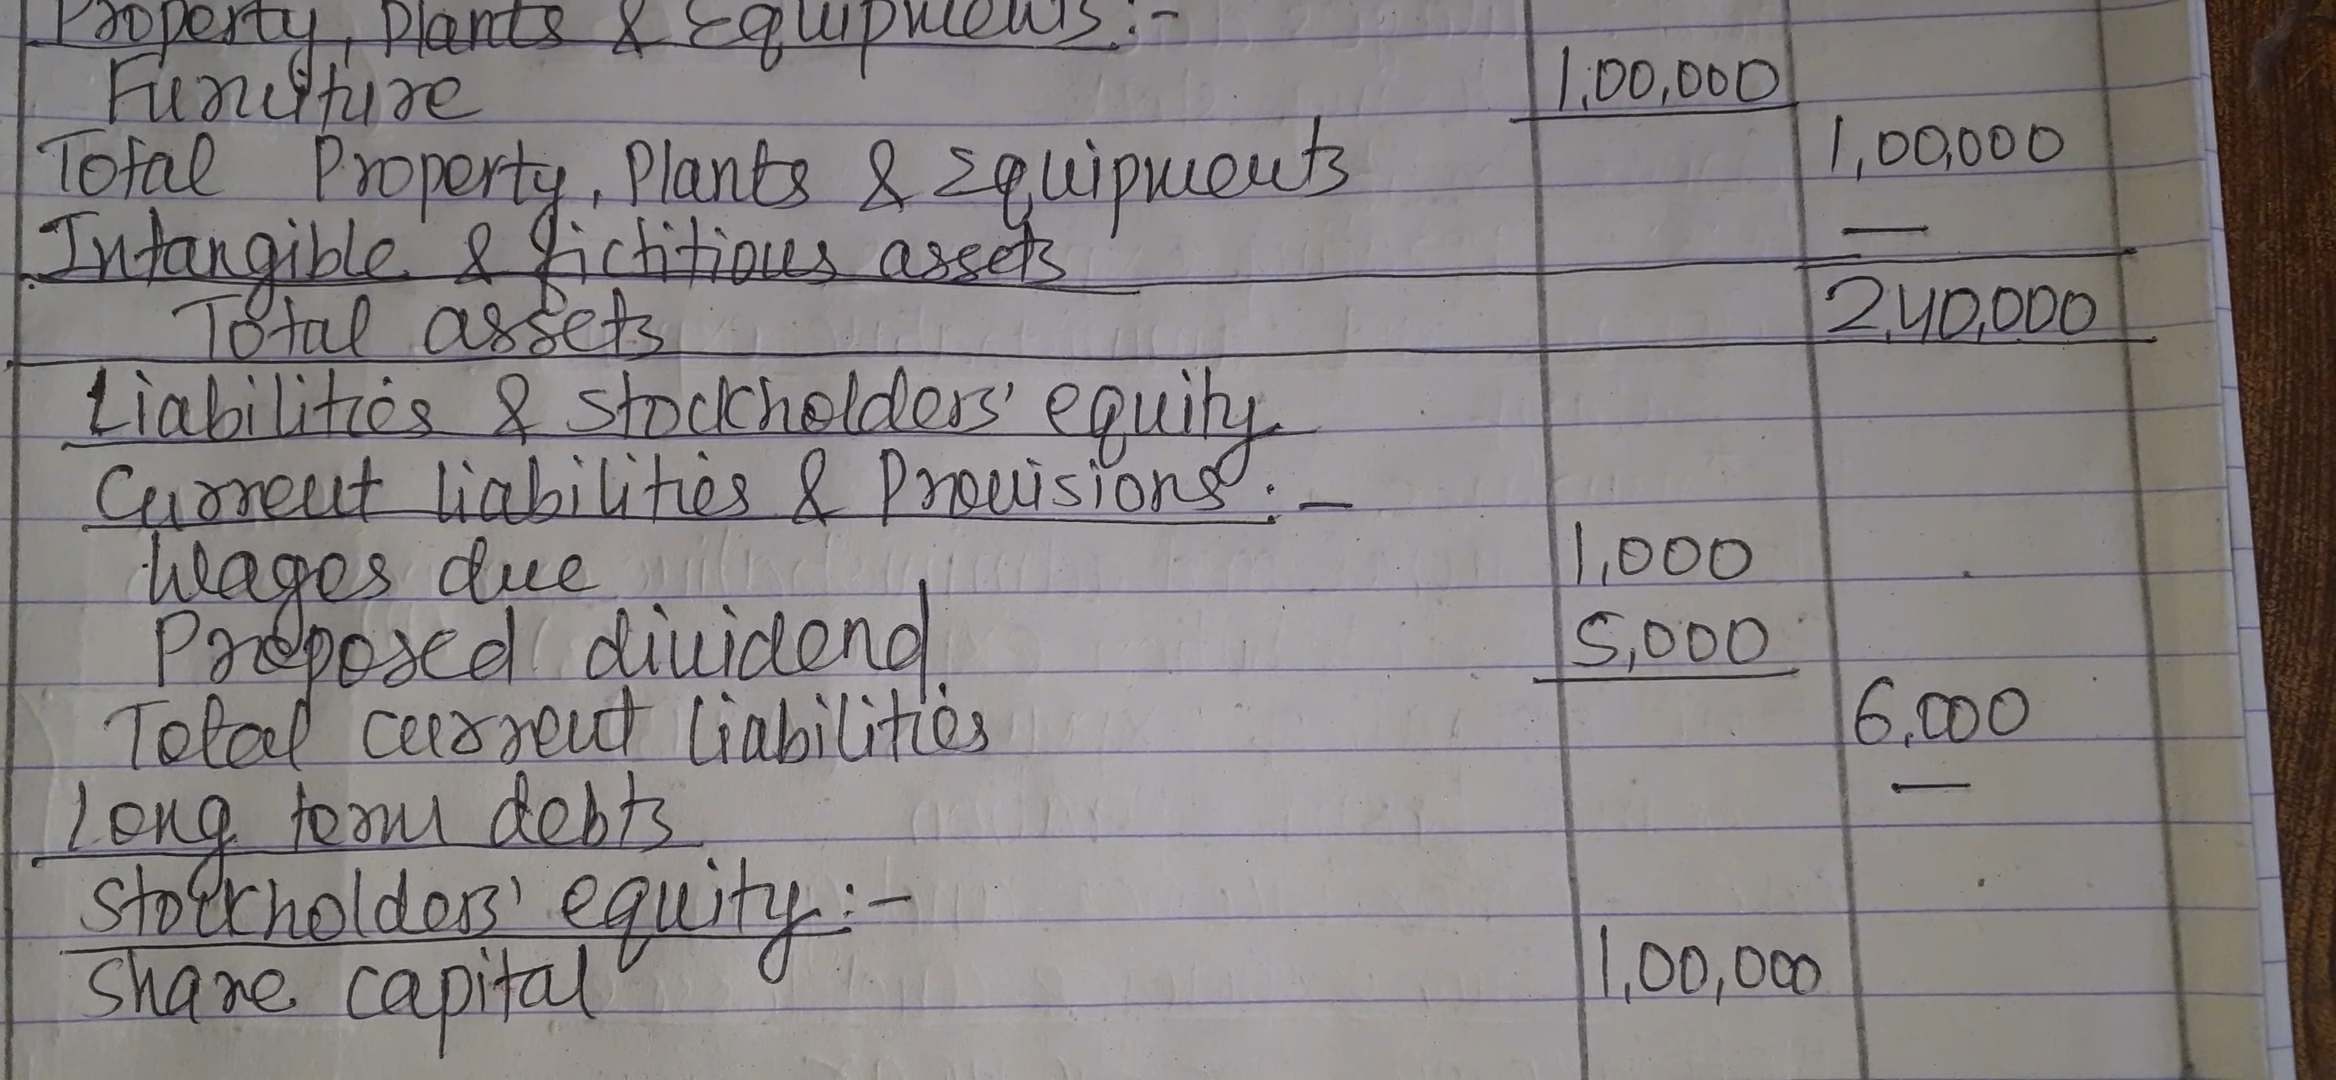 Property, Plants & Equipments:-
Furniture 1,00,000
Total Property, Plants & Equipments 1,00,000
Intangible & fictitious assets —
Total assets 2,40,000
Liabilities & stockholders' equity
Current liabilities & Provisions:-
Wages due 1,000
Proposed dividend 5,000
Total current liabilities 6,000
Long term debts —
Stockholders' equity:-
Share capital 1,00,000